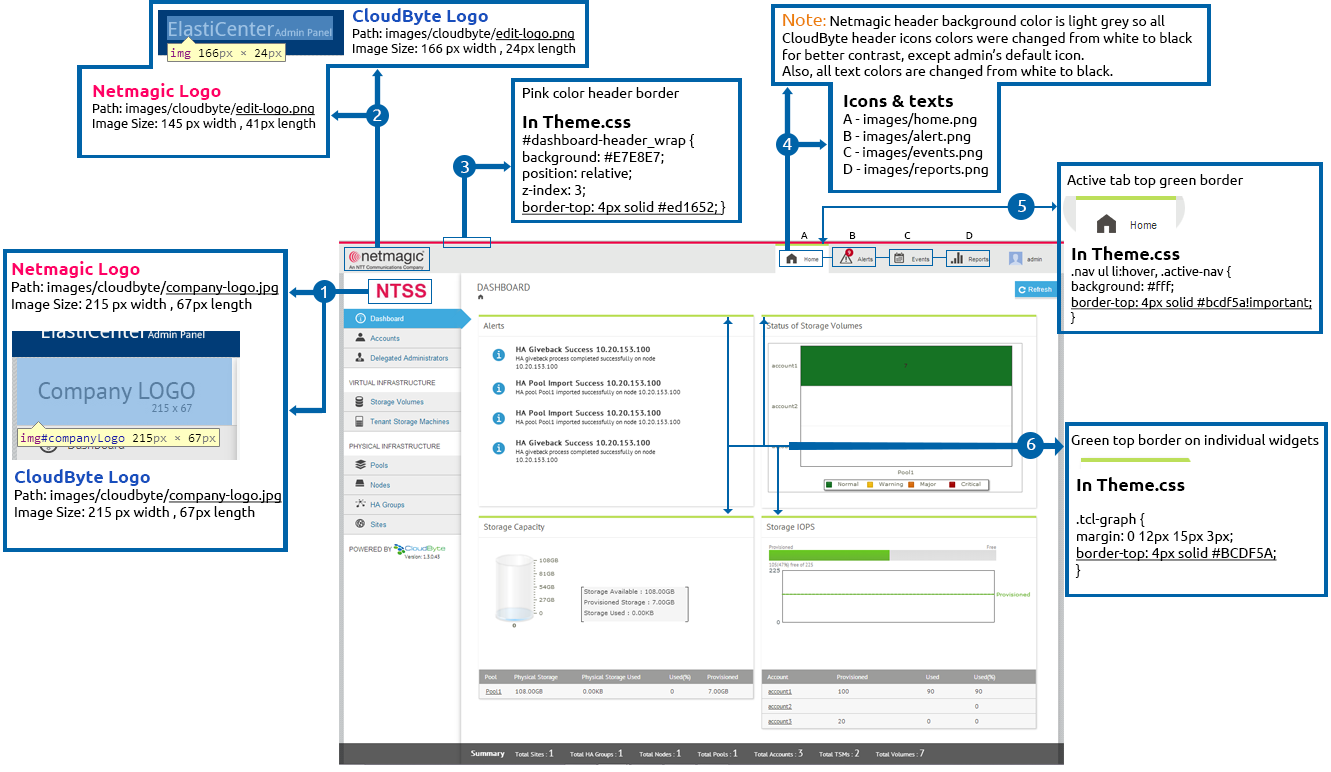 ElastiCenter Admin Panel
img 166px × 24px
CloudByte Logo
Path: images/cloudbyte/edit-logo.png
Image Size: 166 px width , 24px length
Netmagic Logo
Path: images/cloudbyte/edit-logo.png
Image Size: 145 px width , 41px length
2
Pink color header border
In Theme.css
#dashboard-header_wrap {
background: #E7E8E7;
position: relative;
z-index: 3;
border-top: 4px solid #ed1652; }
3
Note: Netmagic header background color is light grey so all
CloudByte header icons colors were changed from white to black
for better contrast, except admin's default icon.
Also, all text colors are changed from white to black.
Icons & texts
A - images/home.png
B - images/alert.png
C - images/events.png
D - images/reports.png
4
Active tab top green border
Home
In Theme.css
.nav ul li:hover, .active-nav {
background: #fff;
border-top: 4px solid #bcdf5a!important;
}
5
Netmagic Logo
Path: images/cloudbyte/company-logo.jpg
Image Size: 215 px width , 67px length
ElastiCenter Admin Panel
Company LOGO
215 x 67
img#companyLogo 215px × 67px
Dashboard
CloudByte Logo
Path: images/cloudbyte/company-logo.jpg
Image Size: 215 px width , 67px length
1
A B C D
netmagic
An NTT Communications Company
Home Alerts Events Reports admin
NTSS
DASHBOARD
Refresh
Dashboard
Accounts
Delegated Administrators
VIRTUAL INFRASTRUCTURE
Storage Volumes
Tenant Storage Machines
PHYSICAL INFRASTRUCTURE
Pools
Nodes
HA Groups
Sites
POWERED BY CloudByte
Version: 1.3.0.43
Alerts
HA Giveback Success 10.20.153.100
HA giveback process completed successfully on node
10.20.153.100
HA Pool Import Success 10.20.153.100
HA pool Pool1 imported successfully on node 10.20.153.100
HA Pool Import Success 10.20.153.100
HA pool Pool1 imported successfully on node 10.20.153.100
HA Giveback Success 10.20.153.100
HA giveback process completed successfully on node
10.20.153.100
Status of Storage Volumes
account1
7
account2
Pool1
Normal Warning Major Critical
6
Green top border on individual widgets
In Theme.css
.tcl-graph {
margin: 0 12px 15px 3px;
border-top: 4px solid #BCDF5A;
}
Storage Capacity
108GB
81GB
54GB
27GB
0
0
Storage Available : 108.00GB
Provisioned Storage : 7.00GB
Storage Used : 0.00KB
Pool Physical Storage Physical Storage Used Used(%) Provisioned
Pool1 108.00GB 0.00KB 0 7.00GB
Storage IOPS
Provisioned Free
105(47%) free of 225
225
Provisioned
0
Account Provisioned Used Used(%)
account1 100 90 90
account2 0
account3 20 0 0
Summary Total Sites : 1 Total HA Groups : 1 Total Nodes : 1 Total Pools : 1 Total Accounts : 3 Total TSMs : 2 Total Volumes : 7